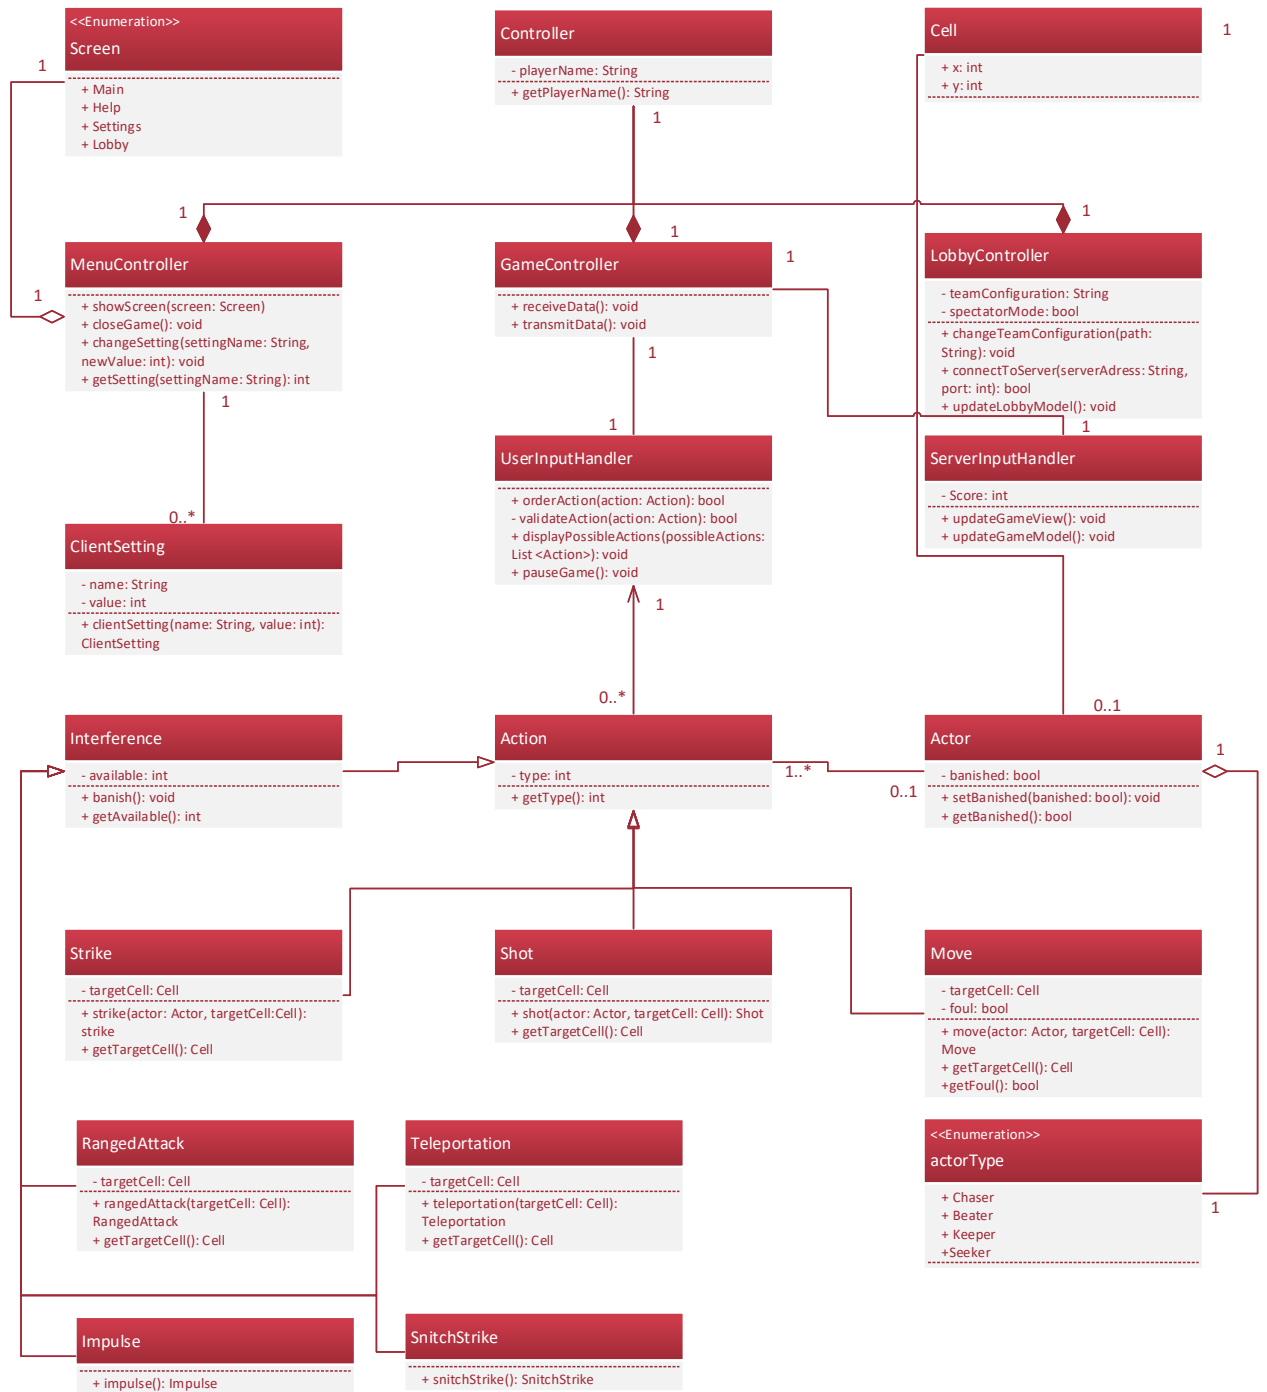 <<Enumeration>>
Screen
+ Main
+ Help
+ Settings
+ Lobby
1
Controller
- playerName: String
+ getPlayerName(): String
1
Cell
+ x: int
+ y: int
1
1
1
1
1
1
MenuController
+ showScreen(screen: Screen)
+ closeGame(): void
+ changeSetting(settingName: String,
newValue: int): void
+ getSetting(settingName: String): int
1
GameController
+ receiveData(): void
+ transmitData(): void
1
LobbyController
- teamConfiguration: String
- spectatorMode: bool
+ changeTeamConfiguration(path:
String): void
+ connectToServer(serverAdress: String,
port: int): bool
+ updateLobbyModel(): void
1
0..*
ClientSetting
- name: String
- value: int
+ clientSetting(name: String, value: int):
ClientSetting
1
UserInputHandler
+ orderAction(action: Action): bool
- validateAction(action: Action): bool
+ displayPossibleActions(possibleActions:
List <Action>): void
+ pauseGame(): void
1
ServerInputHandler
- Score: int
+ updateGameView(): void
+ updateGameModel(): void
0..*
0..1
Interference
- available: int
+ banish(): void
+ getAvailable(): int
Action
- type: int
+ getType(): int
1..*
0..1
Actor
- banished: bool
+ setBanished(banished: bool): void
+ getBanished(): bool
1
Strike
- targetCell: Cell
+ strike(actor: Actor, targetCell:Cell):
strike
+ getTargetCell(): Cell
Shot
- targetCell: Cell
+ shot(actor: Actor, targetCell: Cell): Shot
+ getTargetCell(): Cell
Move
- targetCell: Cell
- foul: bool
+ move(actor: Actor, targetCell: Cell):
Move
+ getTargetCell(): Cell
+getFoul(): bool
RangedAttack
- targetCell: Cell
+ rangedAttack(targetCell: Cell):
RangedAttack
+ getTargetCell(): Cell
Teleportation
- targetCell: Cell
+ teleportation(targetCell: Cell):
Teleportation
+ getTargetCell(): Cell
<<Enumeration>>
actorType
+ Chaser
+ Beater
+ Keeper
+Seeker
1
Impulse
+ impulse(): Impulse
SnitchStrike
+ snitchStrike(): SnitchStrike